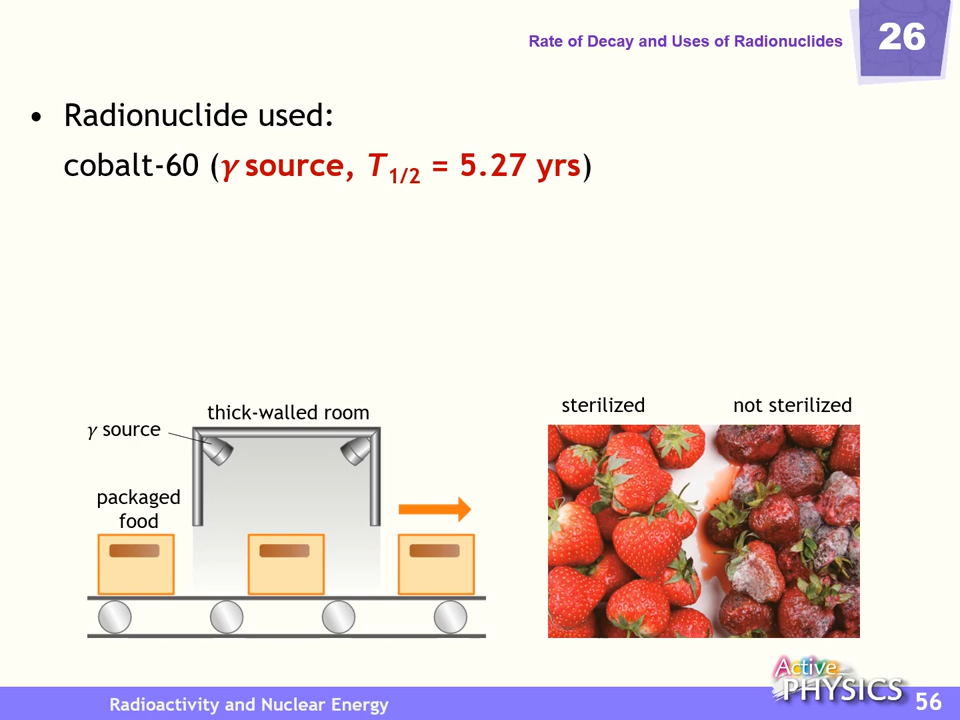 Rate of Decay and Uses of Radionuclides
26
• Radionuclide used:
cobalt-60 (γ source, T1/2 = 5.27 yrs)
thick-walled room
γ source
packaged
food
sterilized
not sterilized
Active
PHYSICS
Radioactivity and Nuclear Energy
56